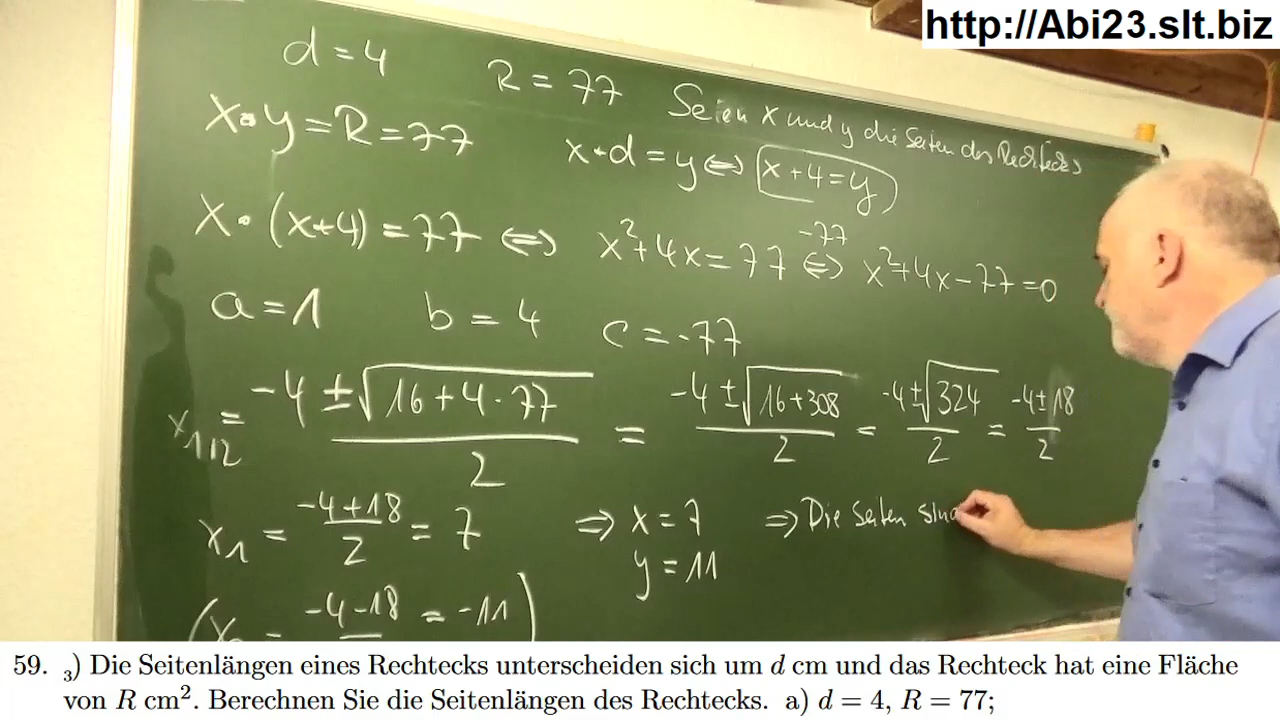 http://Abi23.slt.biz
d = 4 R = 77 Seien x und y die Seiten des Rechtecks
x • y = R = 77 x + d = y ⇔ x + 4 = y
x • (x+4) = 77 ⇔ x² + 4x = 77 -77 ⇔ x² + 4x - 77 = 0
a = 1 b = 4 c = -77
x₁/₂ = (-4 ± √(16 + 4 · 77)) / 2 = (-4 ± √(16 + 308)) / 2 = (-4 ± √324) / 2 = (-4 ± 18) / 2
x₁ = (-4 + 18) / 2 = 7 ⇒ x = 7 ⇒ Die Seiten sind
y = 11
(x₂ = -4 - 18 = -11)
59. ₃) Die Seitenlängen eines Rechtecks unterscheiden sich um d cm und das Rechteck hat eine Fläche
von R cm². Berechnen Sie die Seitenlängen des Rechtecks. a) d = 4, R = 77;